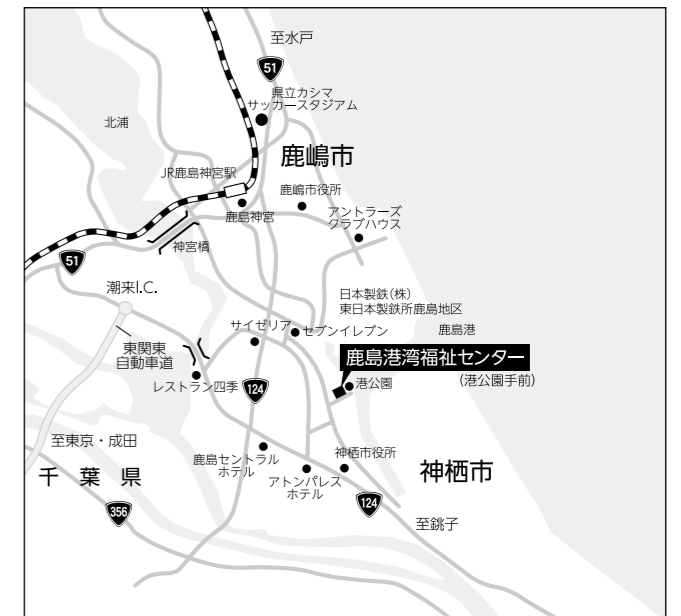 至水戸
51
県立カシマ
サッカースタジアム
北浦
鹿嶋市
JR鹿島神宮駅
鹿嶋市役所
鹿島神宮
アントラーズ
クラブハウス
神宮橋
51
潮来I.C.
日本製鉄(株)
東日本製鉄所鹿島地区
鹿島港
サイゼリア
セブンイレブン
東関東
自動車道
鹿島港湾福祉センター
(港公園手前)
港公園
レストラン四季
124
至東京・成田
鹿島セントラル
ホテル
神栖市役所
神栖市
千葉県
アトンパレス
ホテル
124
356
至銚子